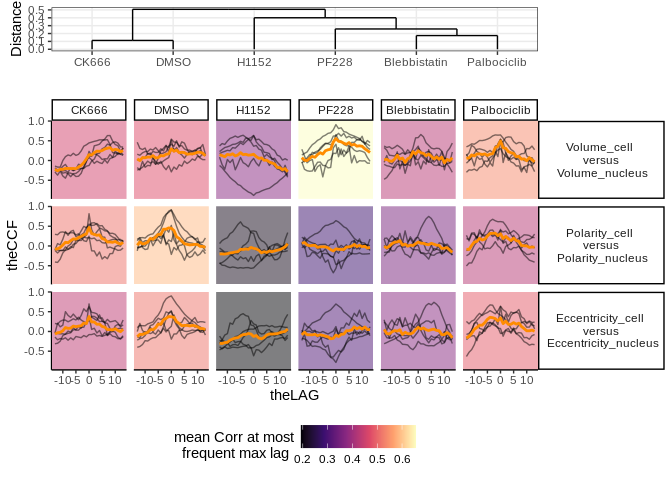 Distance
0.5
0.4
0.3
0.2
0.1
0.0
CK666 DMSO H1152 PF228 Blebbistatin Palbociclib
CK666 DMSO H1152 PF228 Blebbistatin Palbociclib
theCCF
1.0
0.5
0.0
-0.5
Volume_cell
versus
Volume_nucleus
1.0
0.5
0.0
-0.5
Polarity_cell
versus
Polarity_nucleus
1.0
0.5
0.0
-0.5
Eccentricity_cell
versus
Eccentricity_nucleus
-10 -5 0 5 10 -10 -5 0 5 10 -10 -5 0 5 10 -10 -5 0 5 10 -10 -5 0 5 10 -10 -5 0 5 10
theLAG
mean Corr at most
frequent max lag
0.2 0.3 0.4 0.5 0.6